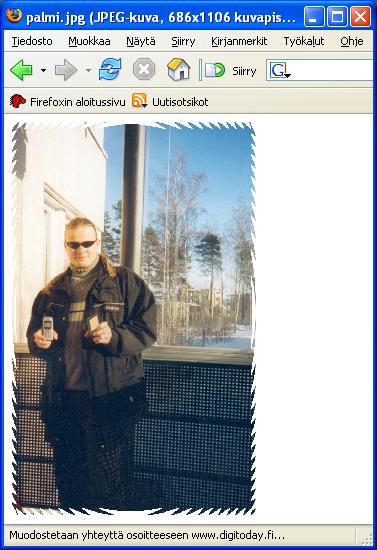 palmi.jpg (JPEG-kuva, 686x1106 kuvapis...
Tiedosto Muokkaa Näytä Siirry Kirjanmerkit Työkalut Ohje
Siirry G
Firefoxin aloitussivu Uutisotsikot
Muodostetaan yhteyttä osoitteeseen www.digitoday.fi...